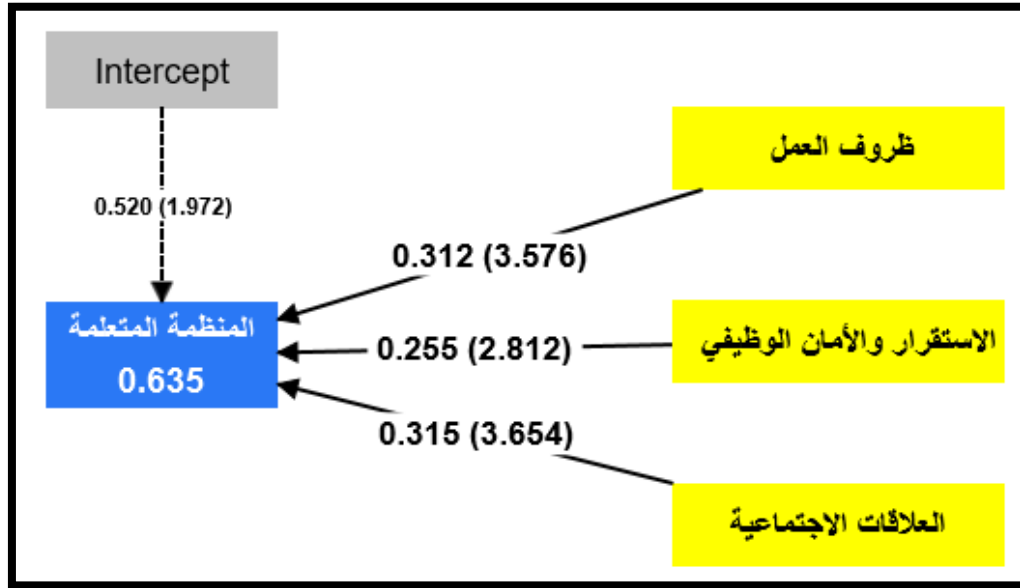 Intercept
ظروف العمل
0.520 (1.972)
0.312 (3.576)
المنظمة المتعلمة
0.635
0.255 (2.812)
الاستقرار والأمان الوظيفي
0.315 (3.654)
العلاقات الاجتماعية